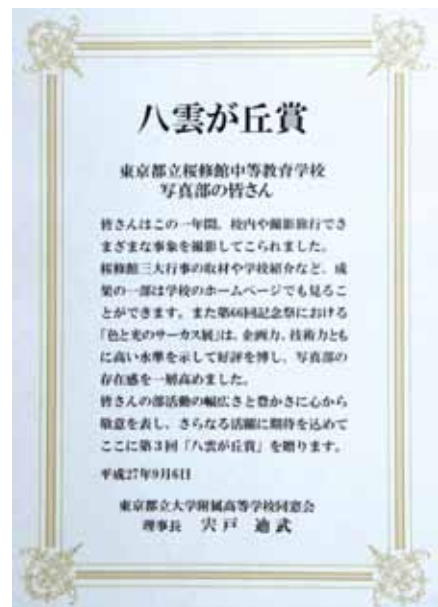 八雲が丘賞
東京都立桜修館中等教育学校
写真部の皆さん
皆さんはこの一年間、校内や撮影旅行でさ
まざまな事象を撮影してこられました。
桜修館三大行事の取材や学校紹介など、成
果の一部は学校のホームページでも見るこ
とができます。また第66回記念祭における
「色と光のサーカス展」は、企画力、技術力とも
に高い水準を示して好評を博し、写真部の
存在感を一層高めました。
皆さんの部活動の幅広さと豊かさに心から
敬意を表し、さらなる活躍に期待を込めて
ここに第3回「八雲が丘賞」を贈ります。
平成27年9月6日
東京都立大学附属高等学校同窓会
理事長 宍戸 迪武